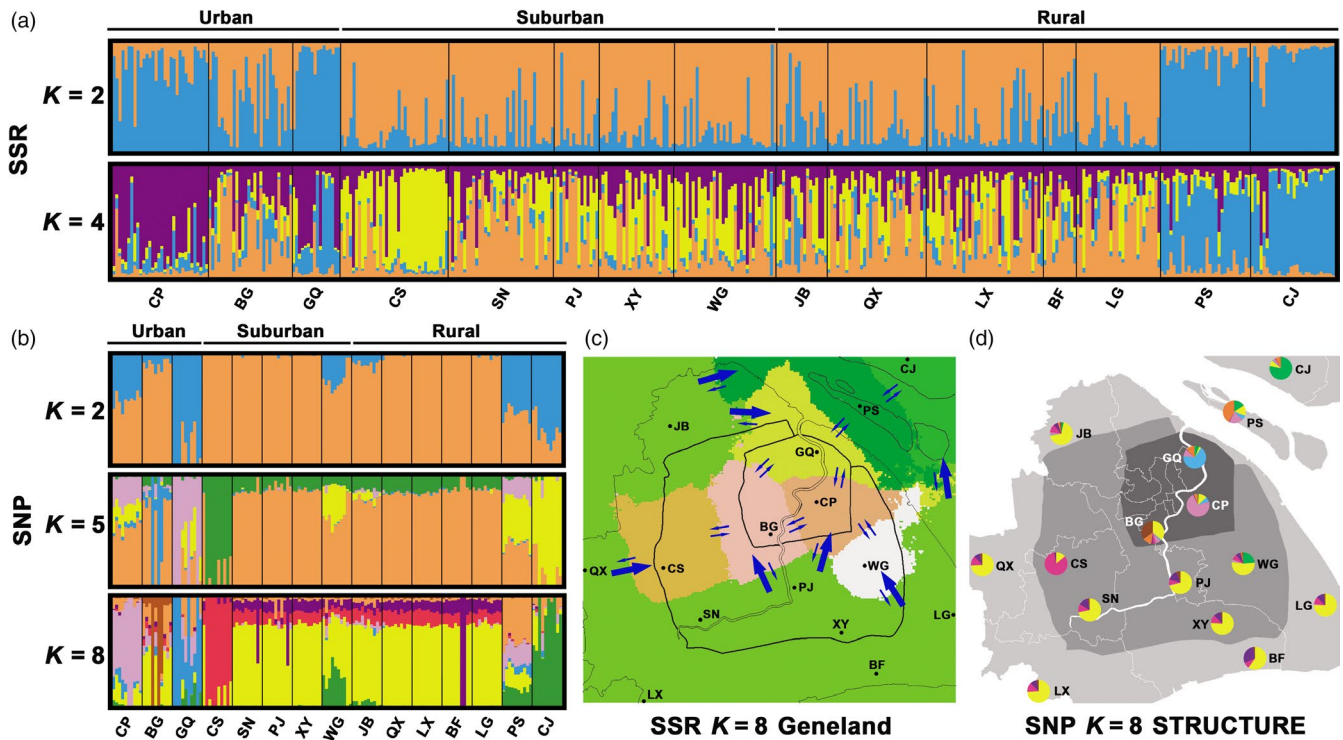 (a)
Urban Suburban Rural
SSR
K = 2
K = 4
CP BG GQ CS SN PJ XY WG JB QX LX BF LG PS CJ
(b)
Urban Suburban Rural
SNP
K = 2
K = 5
K = 8
CP BG GQ CS SN PJ XY WG JB QX LX BF LG PS CJ
(c)
CJ
PS
JB
GQ
CP
BG
QX
CS
WG
PJ
SN
XY
LG
BF
LX
SSR K = 8 Geneland
(d)
CJ
PS
JB
GQ
CP
BG
QX
CS
WG
PJ
SN
LG
XY
BF
LX
SNP K = 8 STRUCTURE